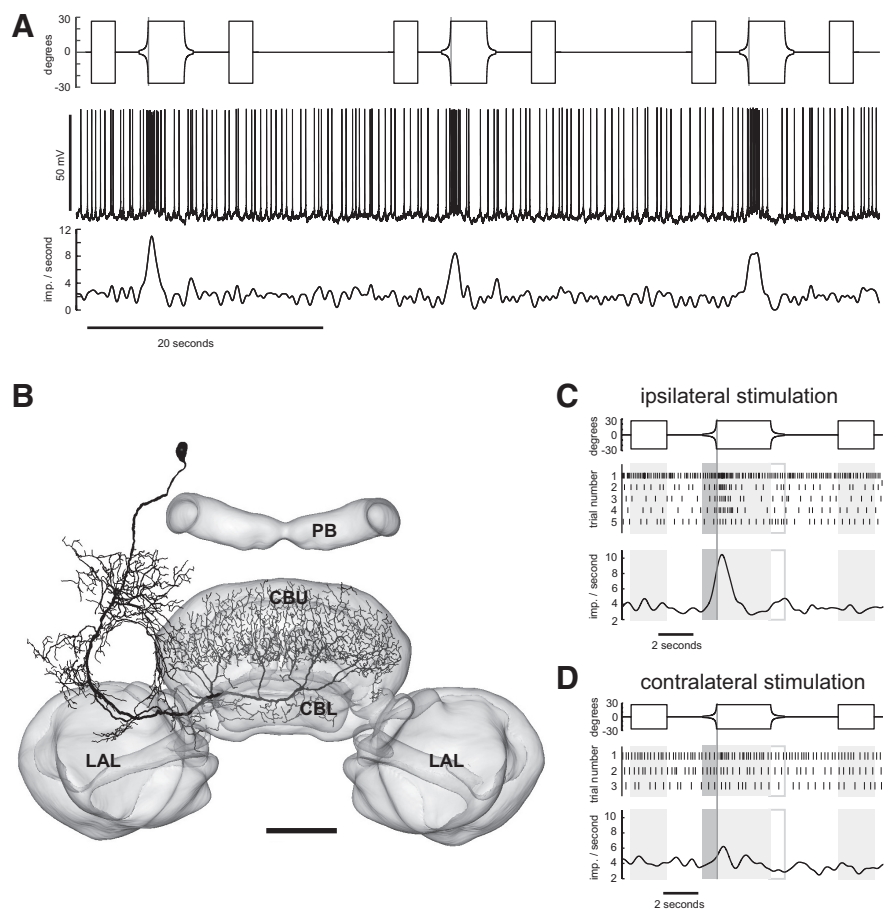 A
30
0
-30
degrees
50 mV
12
8
4
0
imp. / second
20 seconds
B
PB
CBU
CBL
LAL
LAL
C
ipsilateral stimulation
30
0
-30
degrees
1
2
3
4
5
trial number
10
8
6
4
2
imp. / second
2 seconds
D
contralateral stimulation
30
0
-30
degrees
1
2
3
trial number
10
8
6
4
2
imp. / second
2 seconds